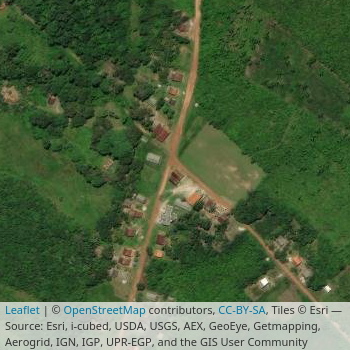 Leaflet | © OpenStreetMap contributors, CC-BY-SA, Tiles © Esri —
Source: Esri, i-cubed, USDA, USGS, AEX, GeoEye, Getmapping,
Aerogrid, IGN, IGP, UPR-EGP, and the GIS User Community